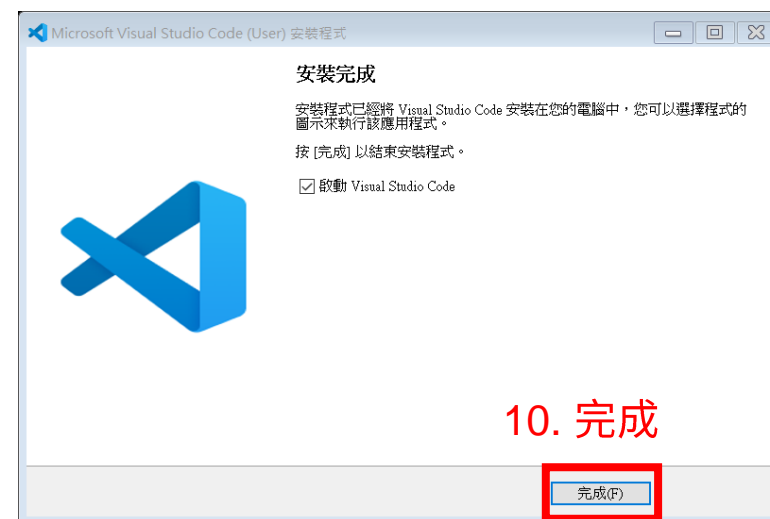 Microsoft Visual Studio Code (User) 安裝程式
安裝完成
安裝程式已經將 Visual Studio Code 安裝在您的電腦中，您可以選擇程式的
圖示來執行該應用程式。
按 [完成] 以結束安裝程式。
啟動 Visual Studio Code
10. 完成
完成(F)